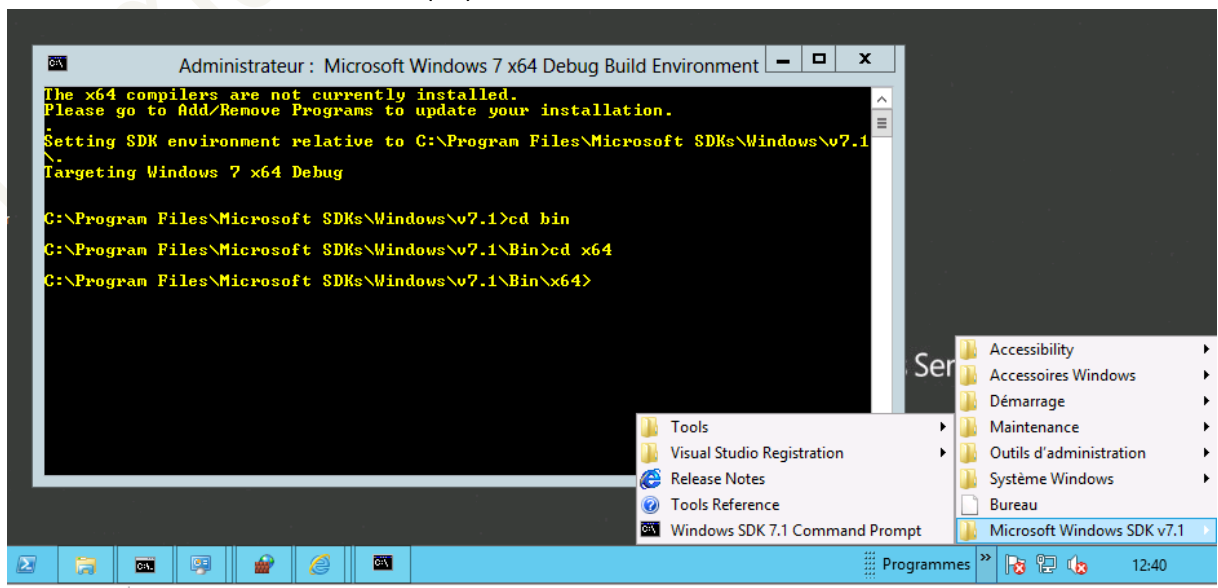 Administrateur : Microsoft Windows 7 x64 Debug Build Environment
The x64 compilers are not currently installed.
Please go to Add/Remove Programs to update your installation.
.
Setting SDK environment relative to C:\Program Files\Microsoft SDKs\Windows\v7.1
\.
Targeting Windows 7 x64 Debug
C:\Program Files\Microsoft SDKs\Windows\v7.1>cd bin
C:\Program Files\Microsoft SDKs\Windows\v7.1\Bin>cd x64
C:\Program Files\Microsoft SDKs\Windows\v7.1\Bin\x64>
Ser
Accessibility
Accessoires Windows
Démarrage
Maintenance
Outils d'administration
Système Windows
Bureau
Microsoft Windows SDK v7.1
Tools
Visual Studio Registration
Release Notes
Tools Reference
Windows SDK 7.1 Command Prompt
Programmes
12:40